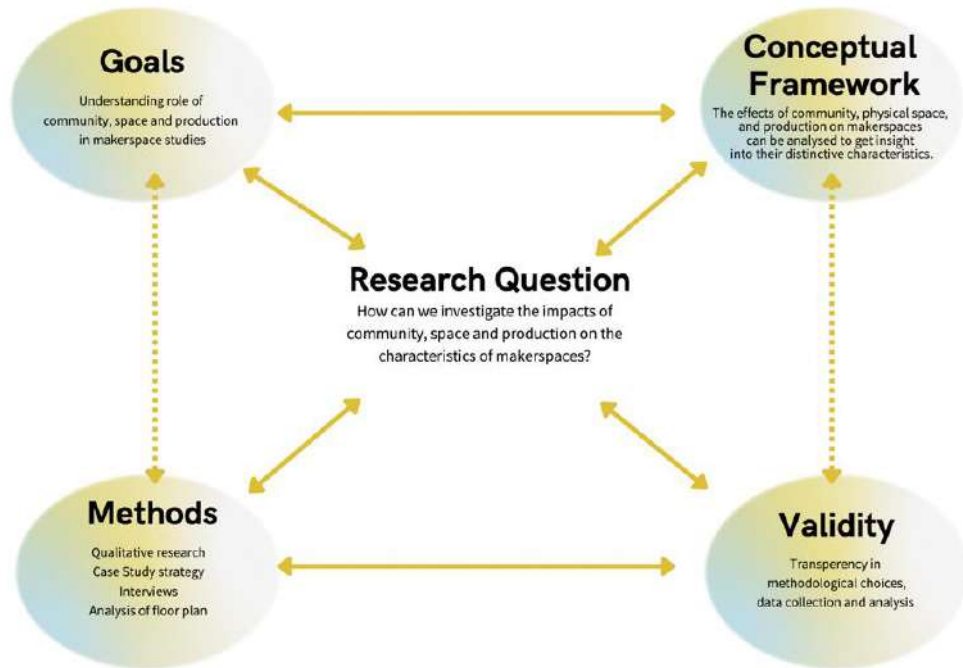 Goals
Understanding role of
community, space and production
in makerspace studies
Conceptual
Framework
The effects of community, physical space,
and production on makerspaces
can be analysed to get insight
into their distinctive characteristics.
Research Question
How can we investigate the impacts of
community, space and production on the
characteristics of makerspaces?
Methods
Qualitative research
Case Study strategy
Interviews
Analysis of floor plan
Validity
Transperency in
methodological choices,
data collection and analysis